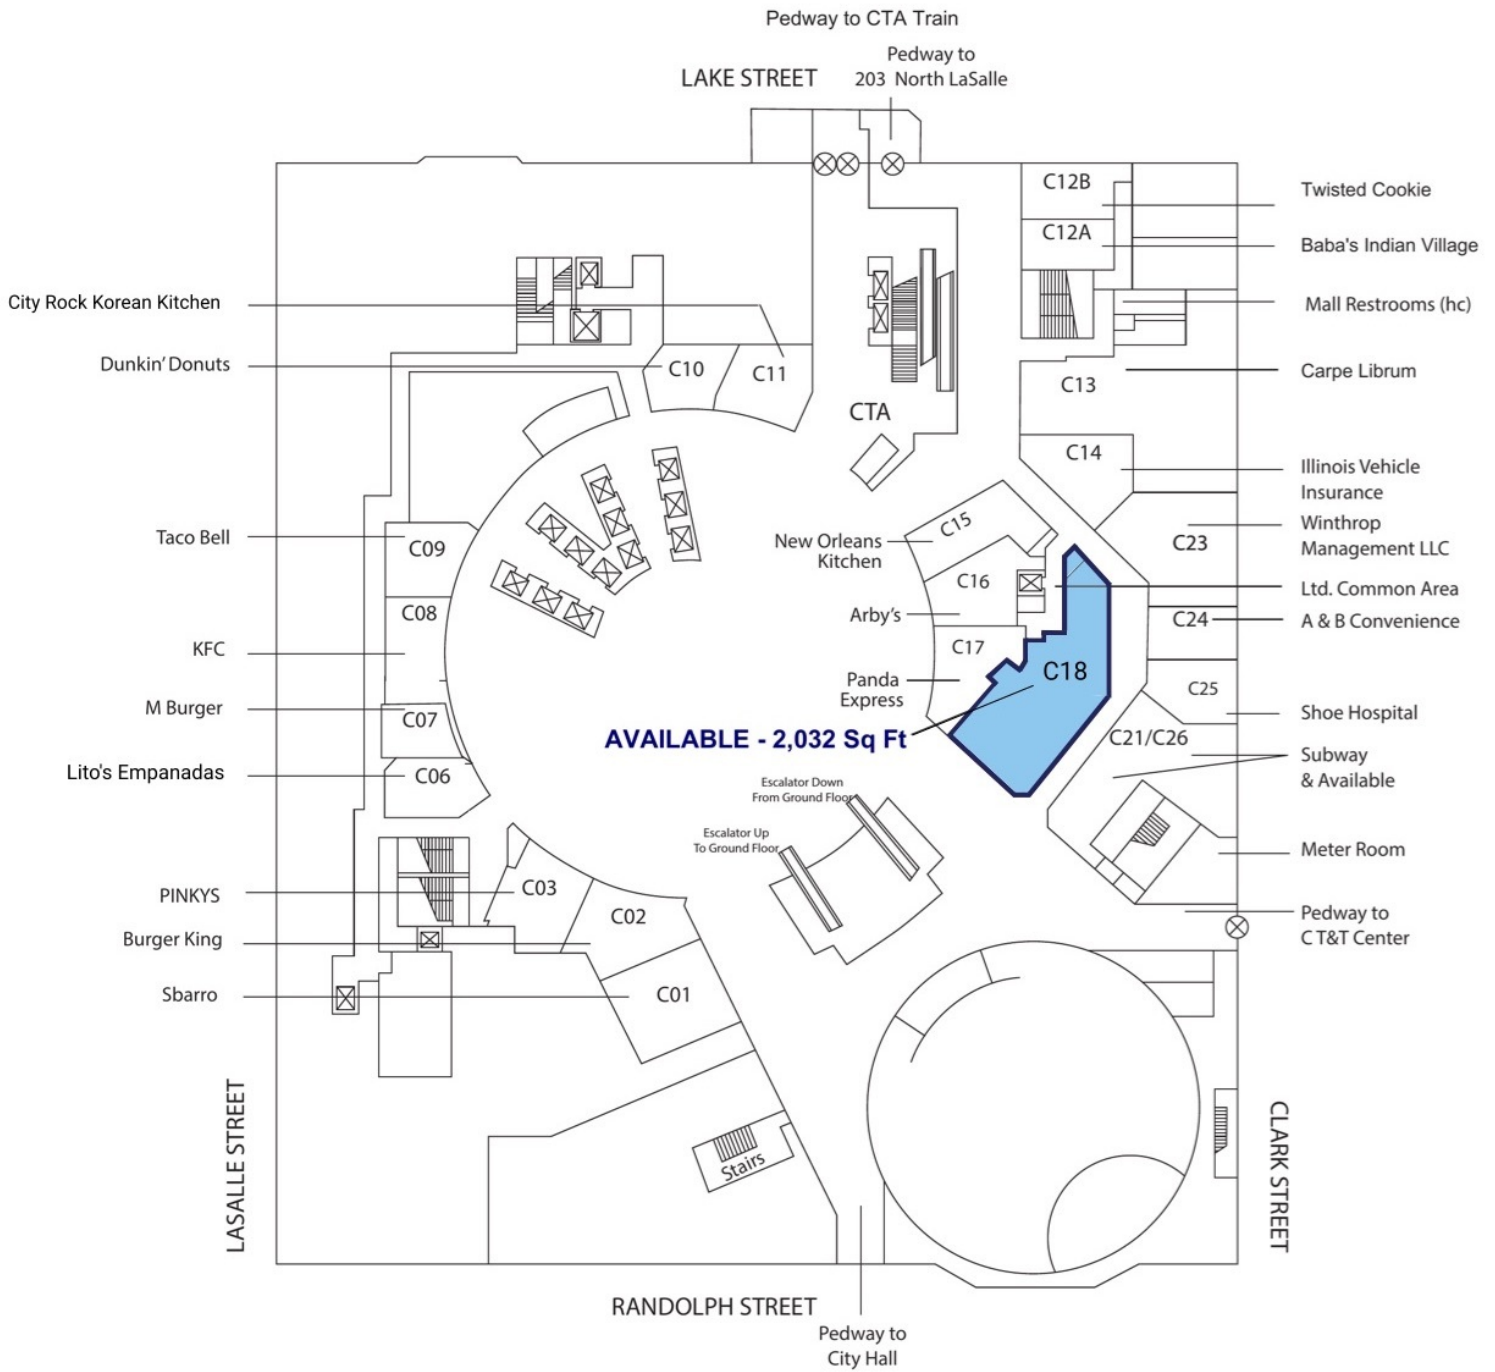 Pedway to CTA Train
Pedway to
203 North LaSalle
LAKE STREET
C12B
Twisted Cookie
C12A
Baba's Indian Village
City Rock Korean Kitchen
Mall Restrooms (hc)
Dunkin' Donuts
C10
C11
C13
Carpe Librum
CTA
C14
Illinois Vehicle
Insurance
Taco Bell
C09
New Orleans
Kitchen
C15
C23
Winthrop
Management LLC
C16
Ltd. Common Area
C08
Arby's
C24
A & B Convenience
KFC
C17
C18
Panda
Express
C25
M Burger
C07
Shoe Hospital
AVAILABLE - 2,032 Sq Ft
C21/C26
Subway
& Available
Lito's Empanadas
C06
Escalator Down
From Ground Floor
Escalator Up
To Ground Floor
Meter Room
PINKYS
C03
C02
Burger King
Pedway to
C T&T Center
Sbarro
C01
LASALLE STREET
CLARK STREET
Stairs
RANDOLPH STREET
Pedway to
City Hall